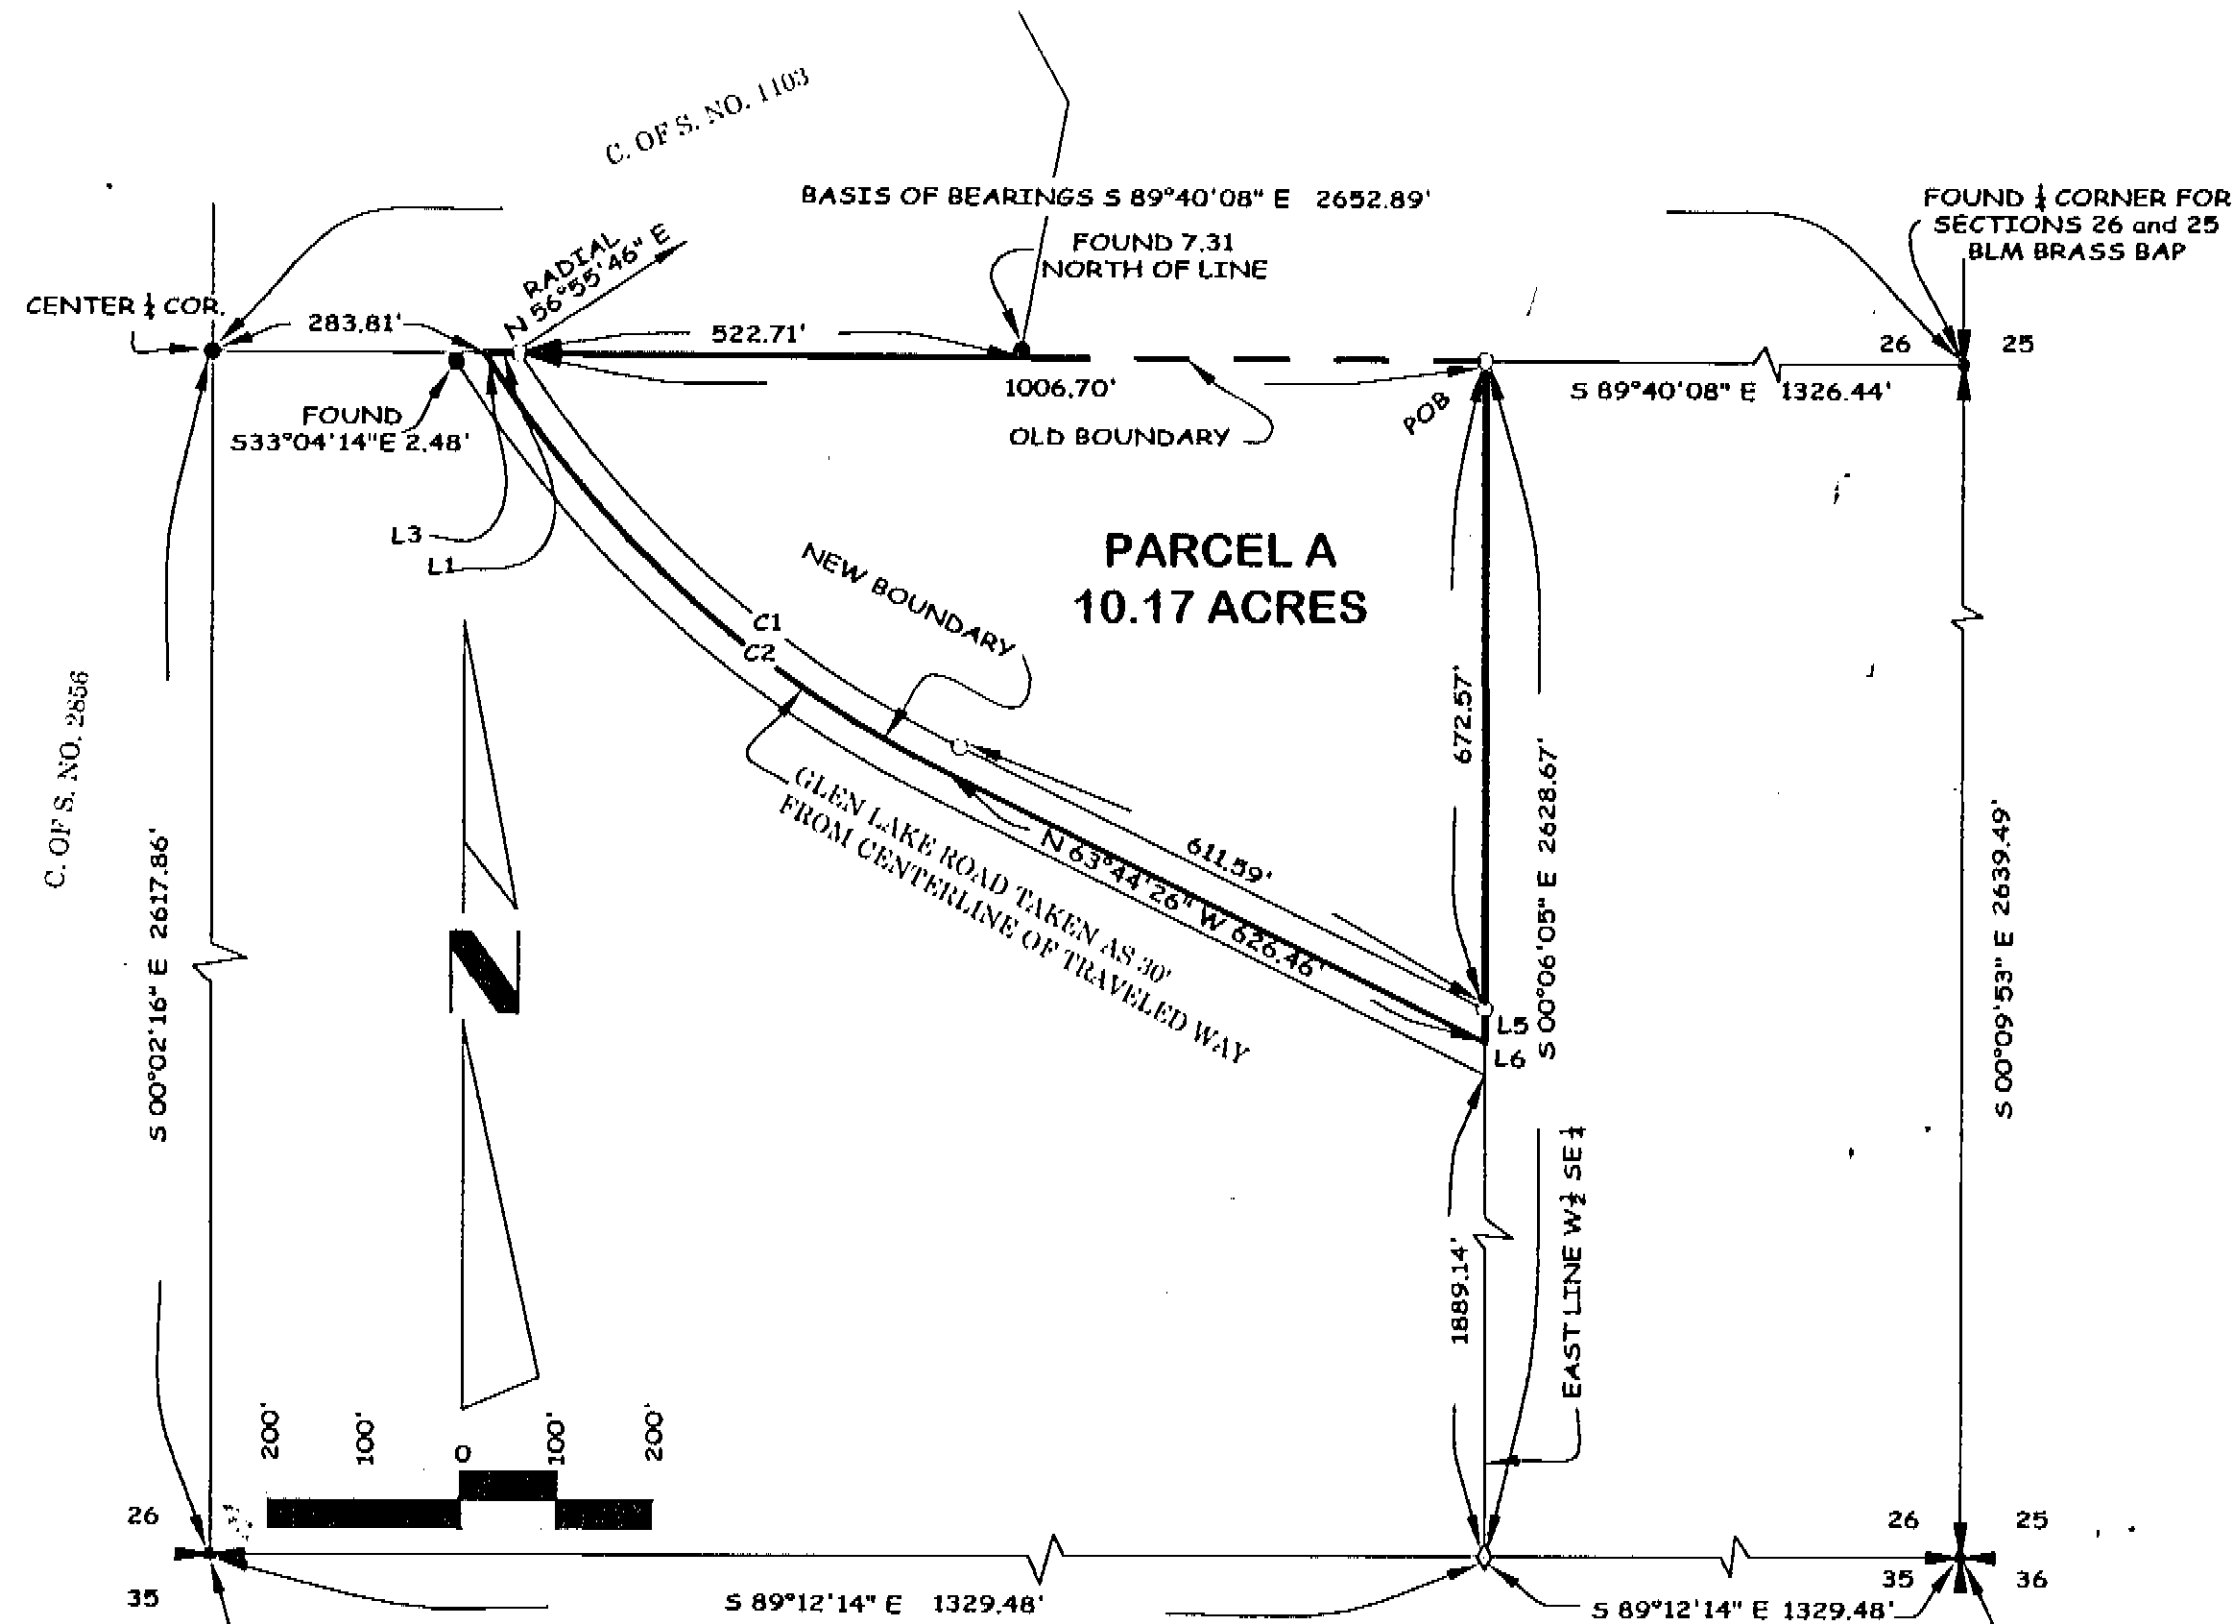 C. OF S. NO. 1103
BASIS OF BEARINGS S 89°40'08" E 2652.89'
FOUND ¼ CORNER FOR
SECTIONS 26 and 25
BLM BRASS BAP
RADIAL
N 56°55'46" E
FOUND 7.31
NORTH OF LINE
CENTER ¼ COR.
283.81'
522.71'
26
25
1006.70'
S 89°40'08" E 1326.44'
FOUND
S33°04'14"E 2.48'
OLD BOUNDARY
POB
L3
L1
PARCEL A
10.17 ACRES
NEW BOUNDARY
C1
C2
672.57'
S 00°06'05" E 2628.67'
C. OF S. NO. 2856
S 00°02'16" E 2617.86'
GLEN LAKE ROAD TAKEN AS 30'
FROM CENTERLINE OF TRAVELED WAY
611.59'
N 63°44'26" W 626.46'
S 00°09'53" E 2639.49'
N
L5
L6
1889.14'
EAST LINE W½ SE¼
200'
100'
0
100'
200'
26
26
25
35
35
36
S 89°12'14" E 1329.48'
S 89°12'14" E 1329.48'